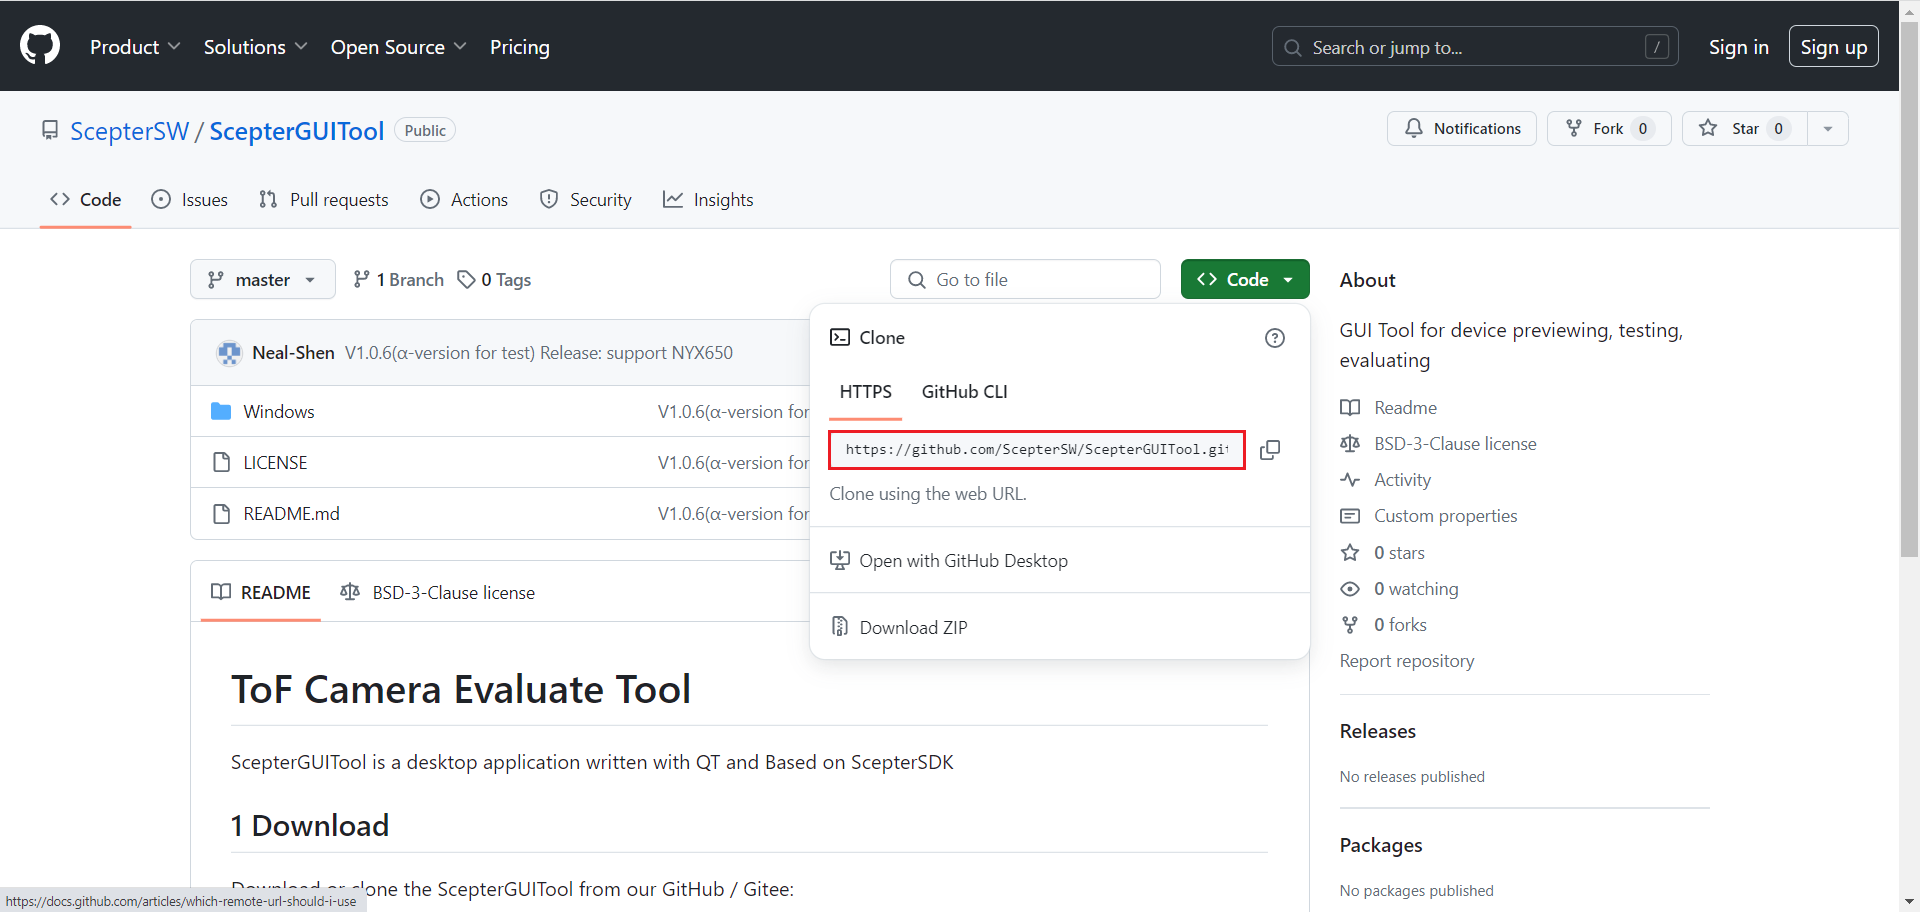 Product Solutions Open Source Pricing Search or jump to... / Sign in Sign up
ScepterSW / ScepterGUITool Public Notifications Fork 0 Star 0
Code Issues Pull requests Actions Security Insights
master 1 Branch 0 Tags Go to file Code
Neal-Shen V1.0.6(α-version for test) Release: support NYX650
Windows V1.0.6(α-version for
LICENSE V1.0.6(α-version for
README.md V1.0.6(α-version for
Clone
HTTPS GitHub CLI
https://github.com/ScepterSW/ScepterGUITool.git
Clone using the web URL.
Open with GitHub Desktop
Download ZIP
README BSD-3-Clause license
ToF Camera Evaluate Tool
ScepterGUITool is a desktop application written with QT and Based on ScepterSDK
1 Download
Download or clone the ScepterGUITool from our GitHub / Gitee:
About
GUI Tool for device previewing, testing,
evaluating
Readme
BSD-3-Clause license
Activity
Custom properties
0 stars
0 watching
0 forks
Report repository
Releases
No releases published
Packages
No packages published
https://docs.github.com/articles/which-remote-url-should-i-use